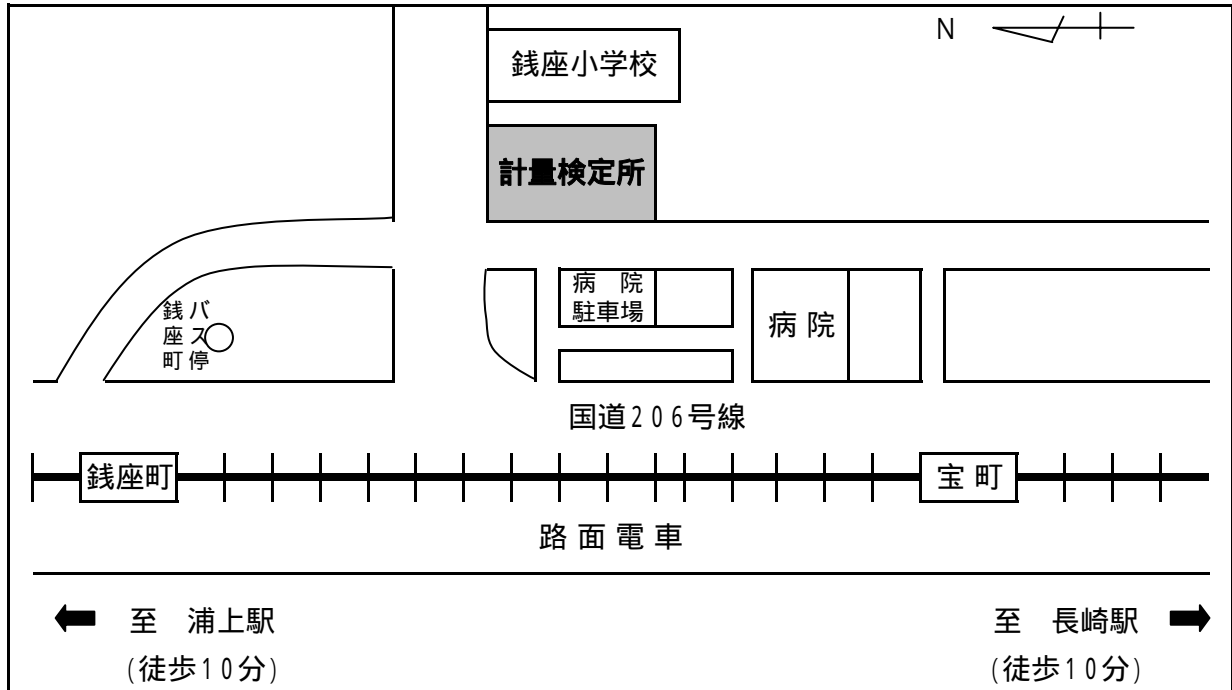 N
銭座小学校
計量検定所
銭座町
バス停
病 院
駐車場
病 院
国道206号線
銭座町
宝 町
路 面 電 車
至 浦上駅
(徒歩10分)
至 長崎駅
(徒歩10分)